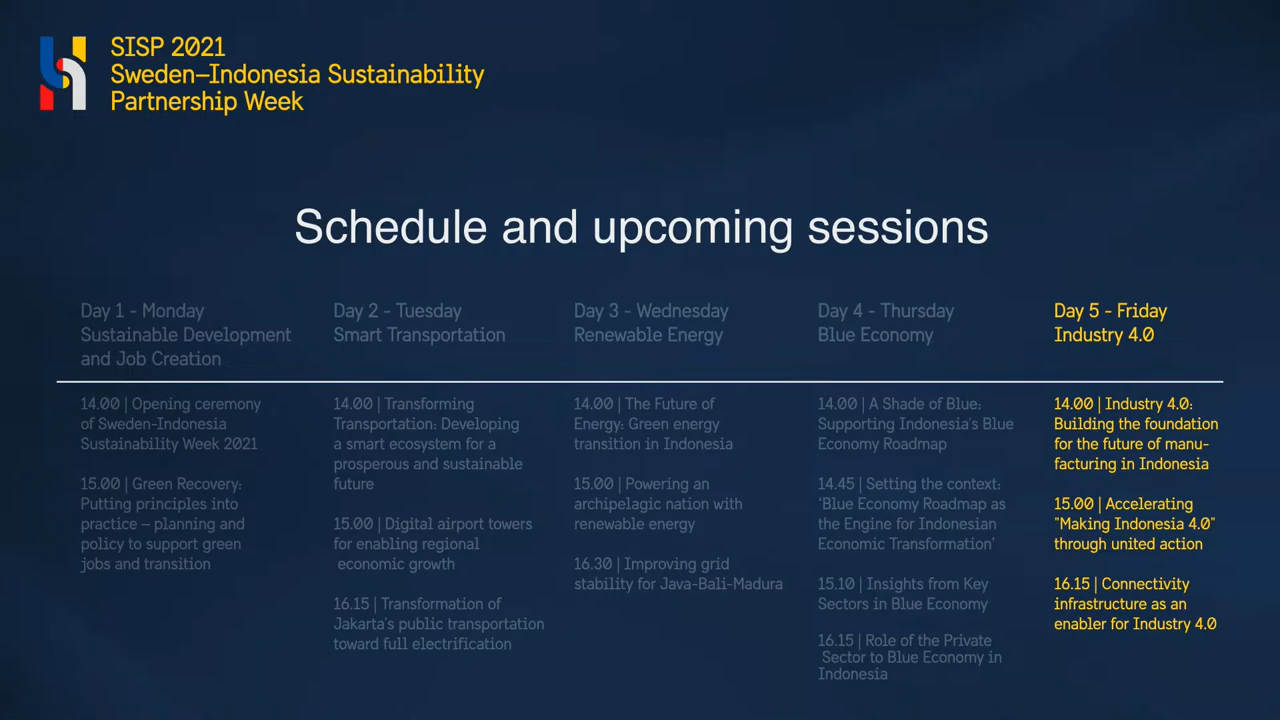 SISP 2021
Sweden–Indonesia Sustainability
Partnership Week
Schedule and upcoming sessions
Day 1 - Monday
Sustainable Development
and Job Creation
14.00 | Opening ceremony
of Sweden-Indonesia
Sustainability Week 2021
15.00 | Green Recovery:
Putting principles into
practice – planning and
policy to support green
jobs and transition
Day 2 - Tuesday
Smart Transportation
14.00 | Transforming
Transportation: Developing
a smart ecosystem for a
prosperous and sustainable
future
15.00 | Digital airport towers
for enabling regional
economic growth
16.15 | Transformation of
Jakarta's public transportation
toward full electrification
Day 3 - Wednesday
Renewable Energy
14.00 | The Future of
Energy: Green energy
transition in Indonesia
15.00 | Powering an
archipelagic nation with
renewable energy
16.30 | Improving grid
stability for Java-Bali-Madura
Day 4 - Thursday
Blue Economy
14.00 | A Shade of Blue:
Supporting Indonesia's Blue
Economy Roadmap
14.45 | Setting the context:
‘Blue Economy Roadmap as
the Engine for Indonesian
Economic Transformation’
15.10 | Insights from Key
Sectors in Blue Economy
16.15 | Role of the Private
Sector to Blue Economy in
Indonesia
Day 5 - Friday
Industry 4.0
14.00 | Industry 4.0:
Building the foundation
for the future of manu-
facturing in Indonesia
15.00 | Accelerating
"Making Indonesia 4.0"
through united action
16.15 | Connectivity
infrastructure as an
enabler for Industry 4.0